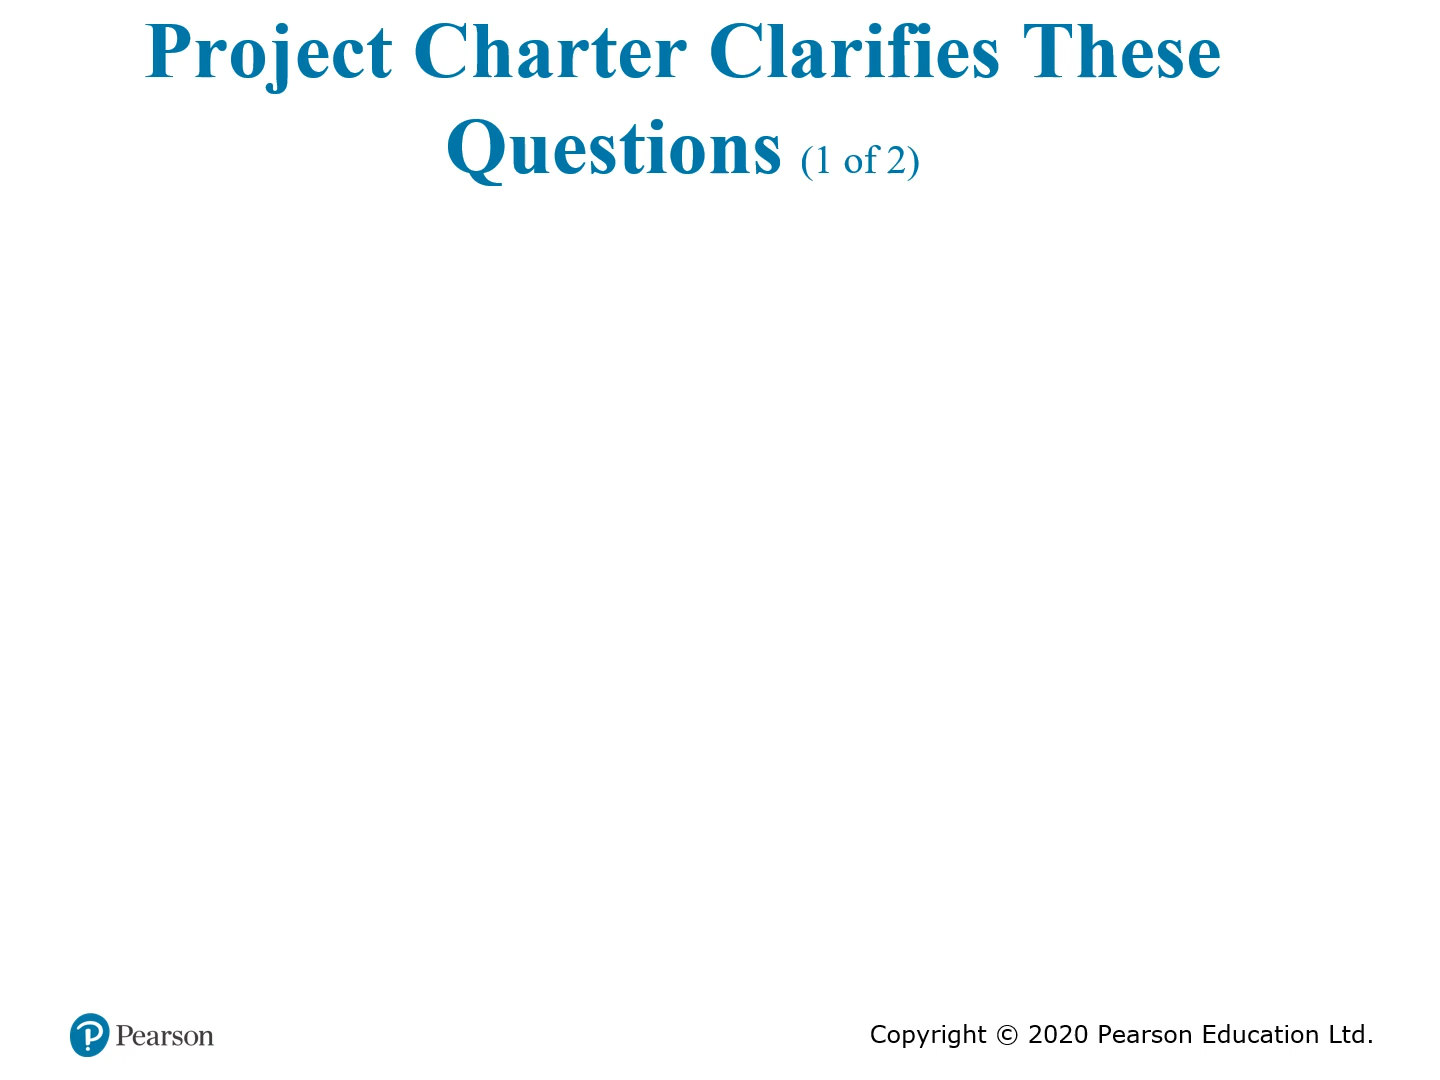 Project Charter Clarifies These
Questions (1 of 2)
Pearson
Copyright © 2020 Pearson Education Ltd.